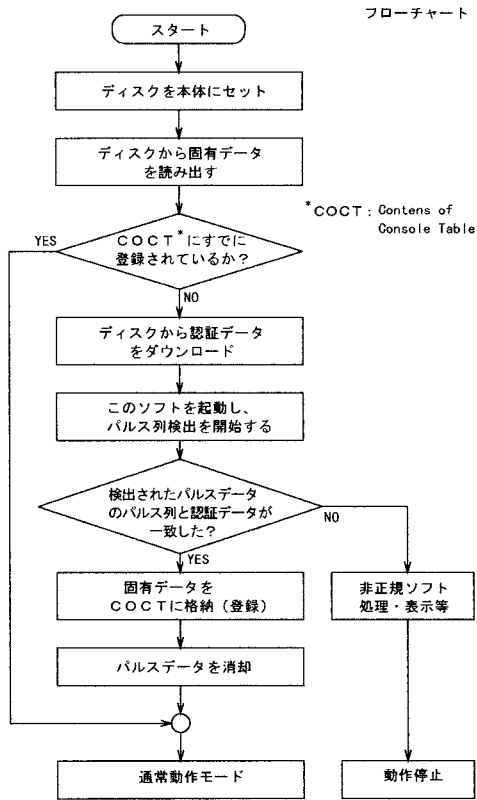 フローチャート
スタート
ディスクを本体にセット
ディスクから固有データ
を読み出す
*COCT：Contens of
Console Table
YES
COCT*にすでに
登録されているか？
NO
ディスクから認証データ
をダウンロード
このソフトを起動し、
パルス列検出を開始する
検出されたパルスデータ
のパルス列と認証データが
一致した？
NO
YES
固有データを
COCTに格納（登録）
非正規ソフト
処理・表示等
パルスデータを消却
通常動作モード
動作停止